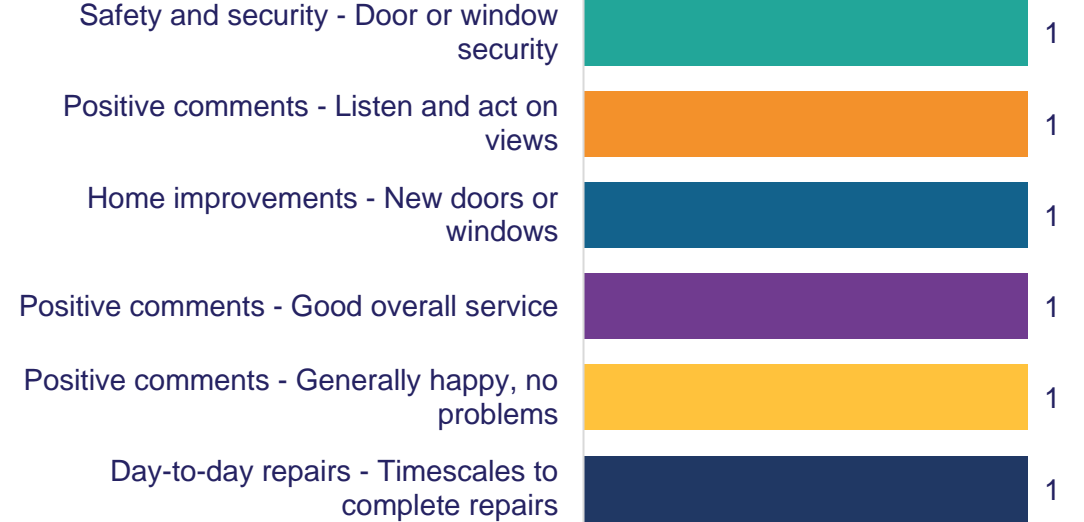 Safety and security - Door or window
security
1
Positive comments - Listen and act on
views
1
Home improvements - New doors or
windows
1
Positive comments - Good overall service
1
Positive comments - Generally happy, no
problems
1
Day-to-day repairs - Timescales to
complete repairs
1